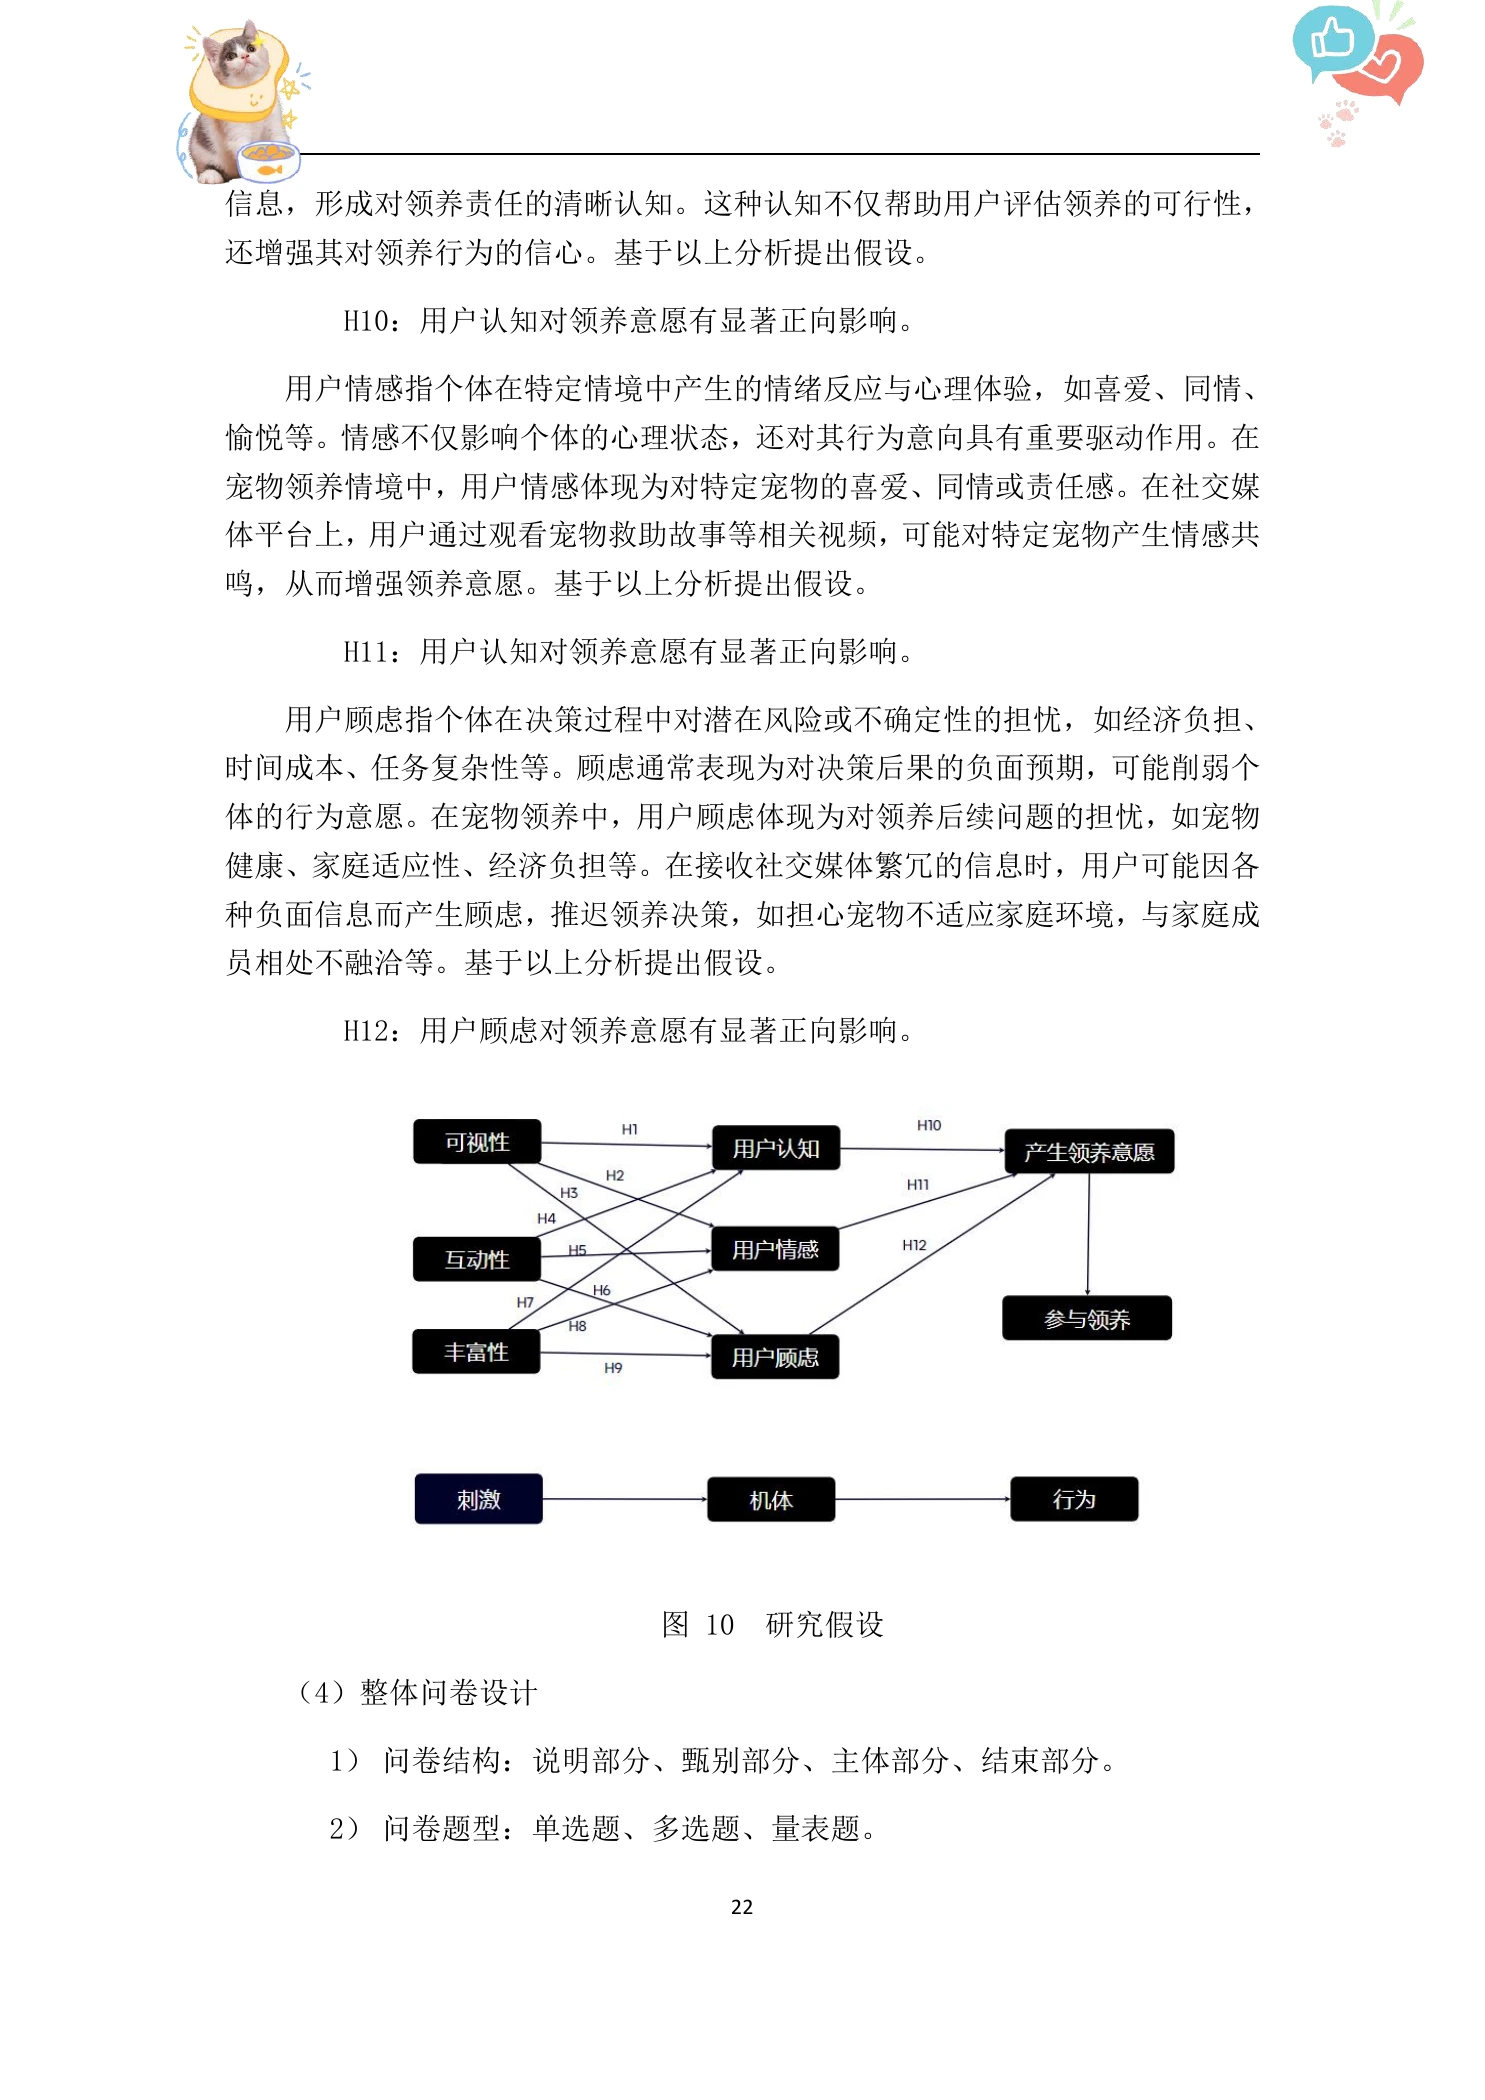 信息，形成对领养责任的清晰认知。这种认知不仅帮助用户评估领养的可行性，
还增强其对领养行为的信心。基于以上分析提出假设。
H10：用户认知对领养意愿有显著正向影响。
用户情感指个体在特定情境中产生的情绪反应与心理体验，如喜爱、同情、
愉悦等。情感不仅影响个体的心理状态，还对其行为意向具有重要驱动作用。在
宠物领养情境中，用户情感体现为对特定宠物的喜爱、同情或责任感。在社交媒
体平台上，用户通过观看宠物救助故事等相关视频，可能对特定宠物产生情感共
鸣，从而增强领养意愿。基于以上分析提出假设。
H11：用户认知对领养意愿有显著正向影响。
用户顾虑指个体在决策过程中对潜在风险或不确定性的担忧，如经济负担、
时间成本、任务复杂性等。顾虑通常表现为对决策后果的负面预期，可能削弱个
体的行为意愿。在宠物领养中，用户顾虑体现为对领养后续问题的担忧，如宠物
健康、家庭适应性、经济负担等。在接收社交媒体繁冗的信息时，用户可能因各
种负面信息而产生顾虑，推迟领养决策，如担心宠物不适应家庭环境，与家庭成
员相处不融洽等。基于以上分析提出假设。
H12：用户顾虑对领养意愿有显著正向影响。
可视性
H1
用户认知
H10
产生领养意愿
H2
H3
H11
H4
互动性
H5
用户情感
H12
H6
H7
参与领养
H8
丰富性
H9
用户顾虑
刺激
机体
行为
图 10 研究假设
（4）整体问卷设计
1） 问卷结构：说明部分、甄别部分、主体部分、结束部分。
2） 问卷题型：单选题、多选题、量表题。
22